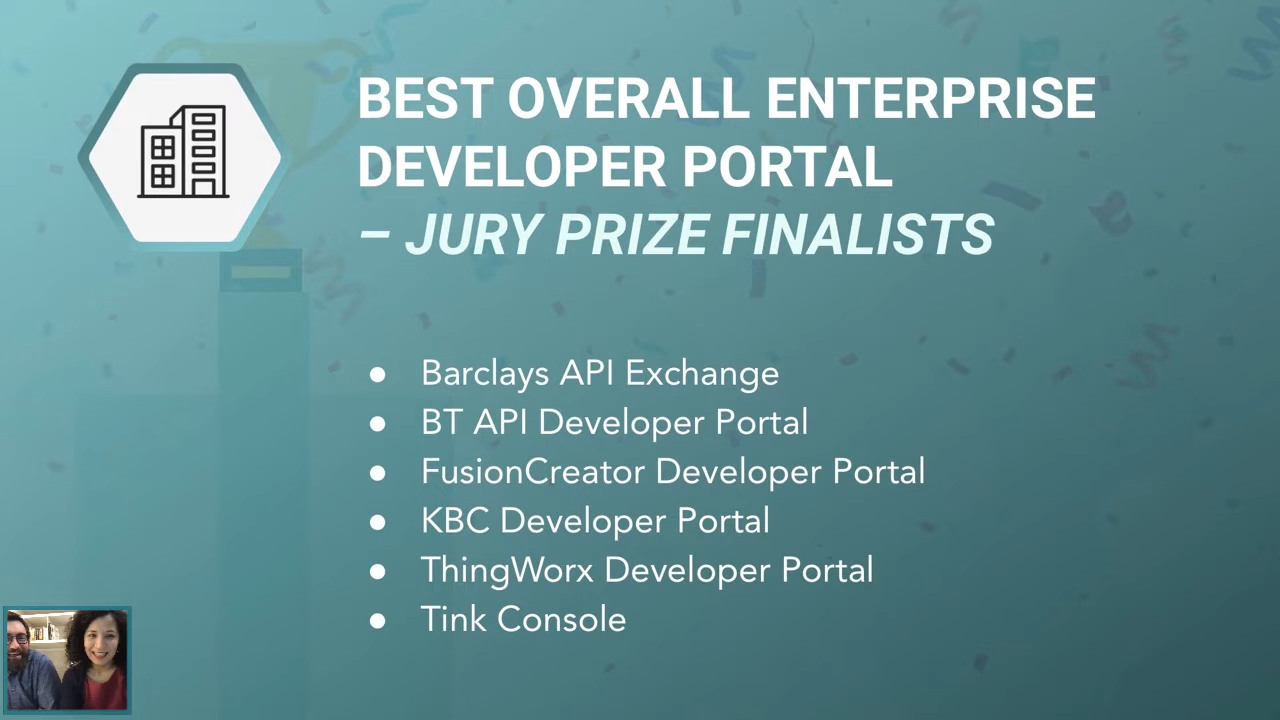 BEST OVERALL ENTERPRISE
DEVELOPER PORTAL
– JURY PRIZE FINALISTS
● Barclays API Exchange
● BT API Developer Portal
● FusionCreator Developer Portal
● KBC Developer Portal
● ThingWorx Developer Portal
● Tink Console